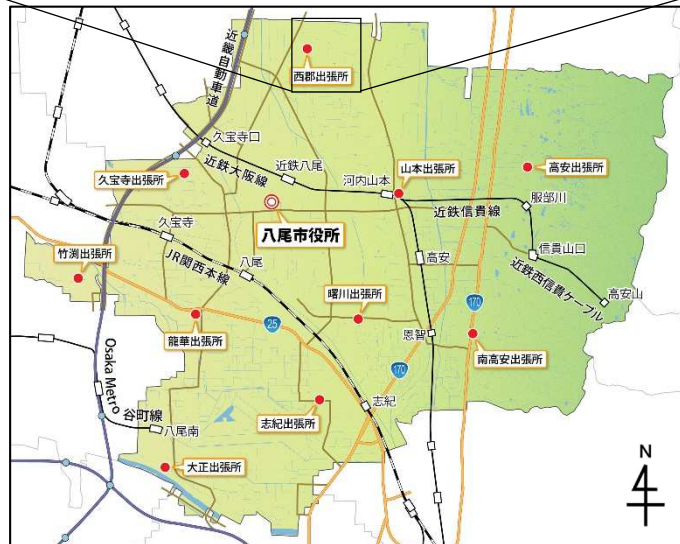 近畿自動車道
西郡出張所
久宝寺口
近鉄大阪線
近鉄八尾
河内山本
山本出張所
高安出張所
久宝寺出張所
八尾市役所
近鉄信貴線
服部川
久宝寺
JR関西本線
八尾
高安
信貴山口
近鉄西信貴ケーブル
高安山
竹渕出張所
曙川出張所
170
龍華出張所
25
恩智
南高安出張所
170
Osaka Metro
谷町線
八尾南
志紀出張所
志紀
大正出張所
N